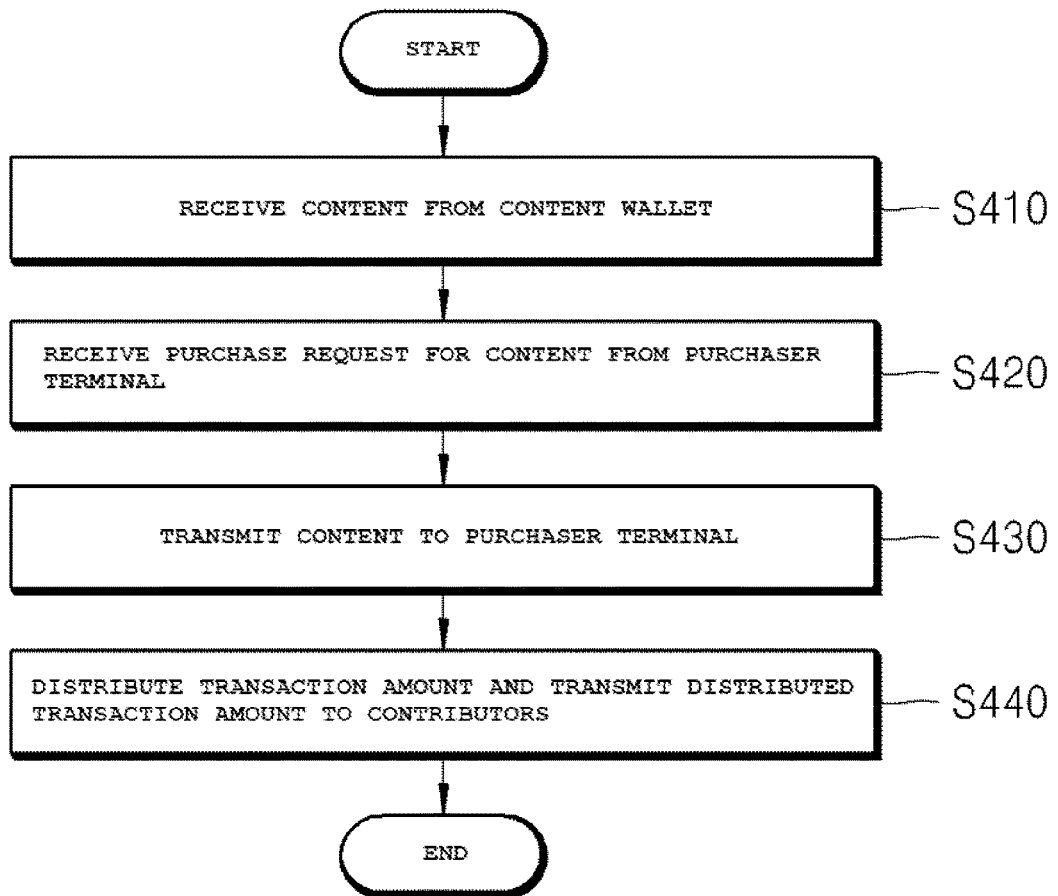 START
RECEIVE CONTENT FROM CONTENT WALLET
S410
RECEIVE PURCHASE REQUEST FOR CONTENT FROM PURCHASER
TERMINAL
S420
TRANSMIT CONTENT TO PURCHASER TERMINAL
S430
DISTRIBUTE TRANSACTION AMOUNT AND TRANSMIT DISTRIBUTED
TRANSACTION AMOUNT TO CONTRIBUTORS
S440
END